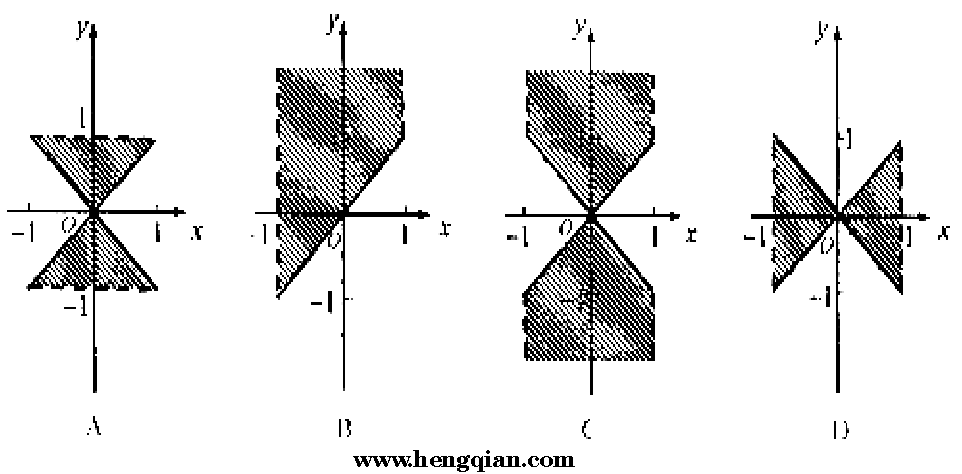 y y y y
1 1
-1 O 1 x -1 O 1 x -1 O 1 x -1 O 1 x
-1 -1 -1
A B C D
www.hengqian.com